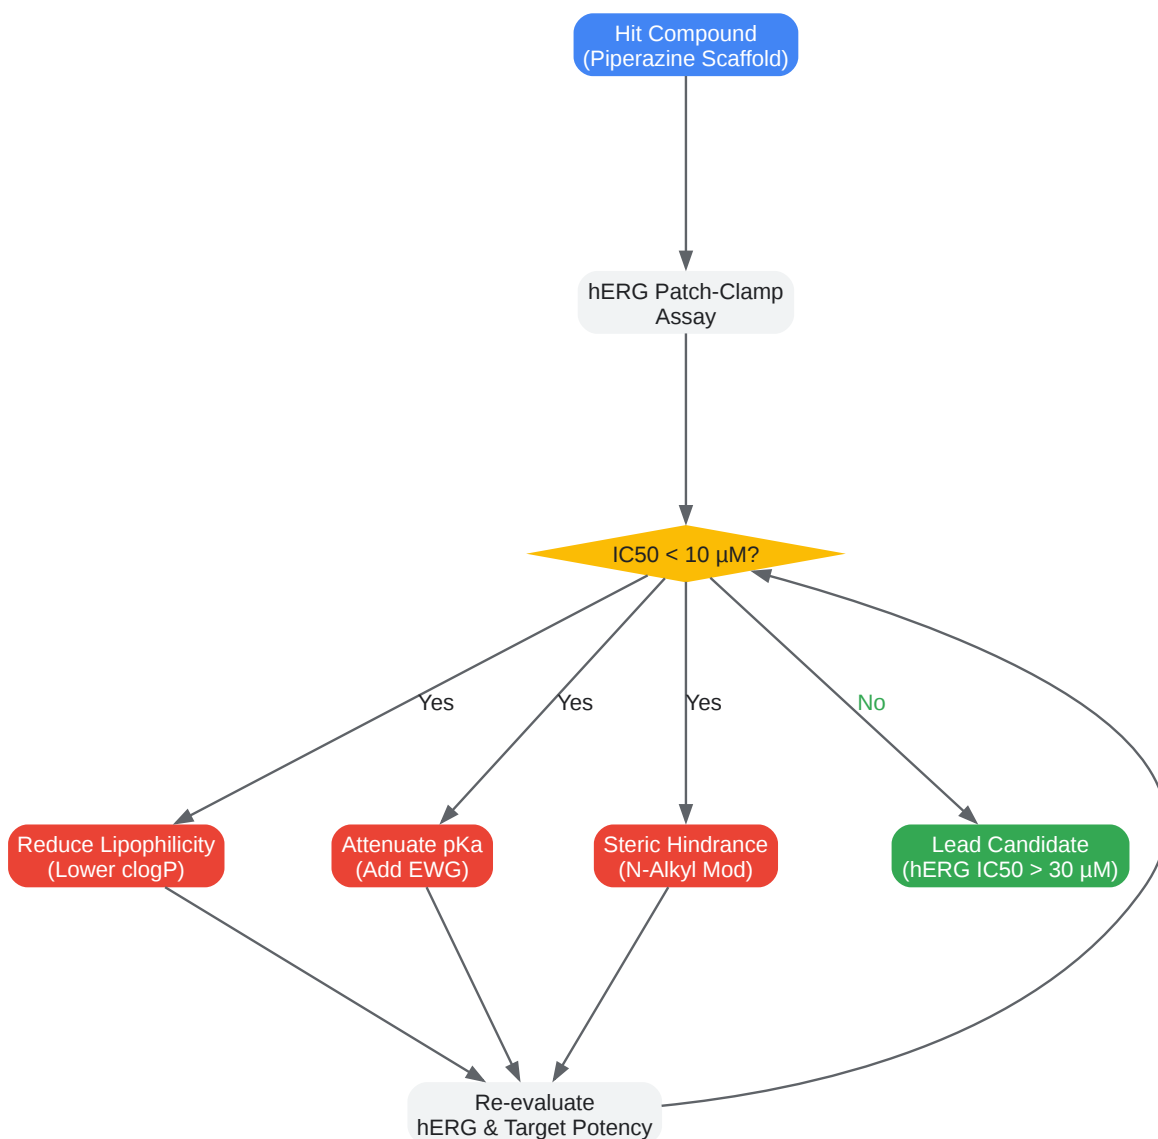 Hit Compound
(Piperazine Scaffold)
hERG Patch-Clamp
Assay
IC50 < 10 µM?
Yes
Yes
Yes
No
Reduce Lipophilicity
(Lower clogP)
Attenuate pKa
(Add EWG)
Steric Hindrance
(N-Alkyl Mod)
Lead Candidate
(hERG IC50 > 30 µM)
Re-evaluate
hERG & Target Potency